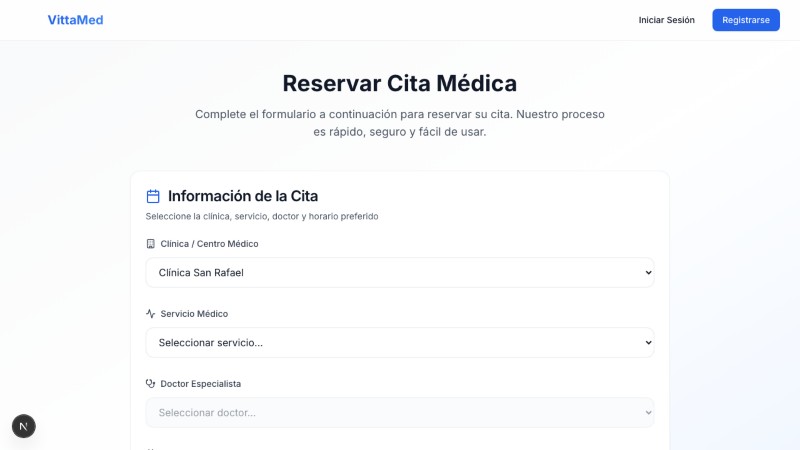 VittaMed
Iniciar Sesión
Registrarse
Reservar Cita Médica
Complete el formulario a continuación para reservar su cita. Nuestro proceso
es rápido, seguro y fácil de usar.
Información de la Cita
Seleccione la clínica, servicio, doctor y horario preferido
Clínica / Centro Médico
Clínica San Rafael
Servicio Médico
Seleccionar servicio...
Doctor Especialista
Seleccionar doctor...
N